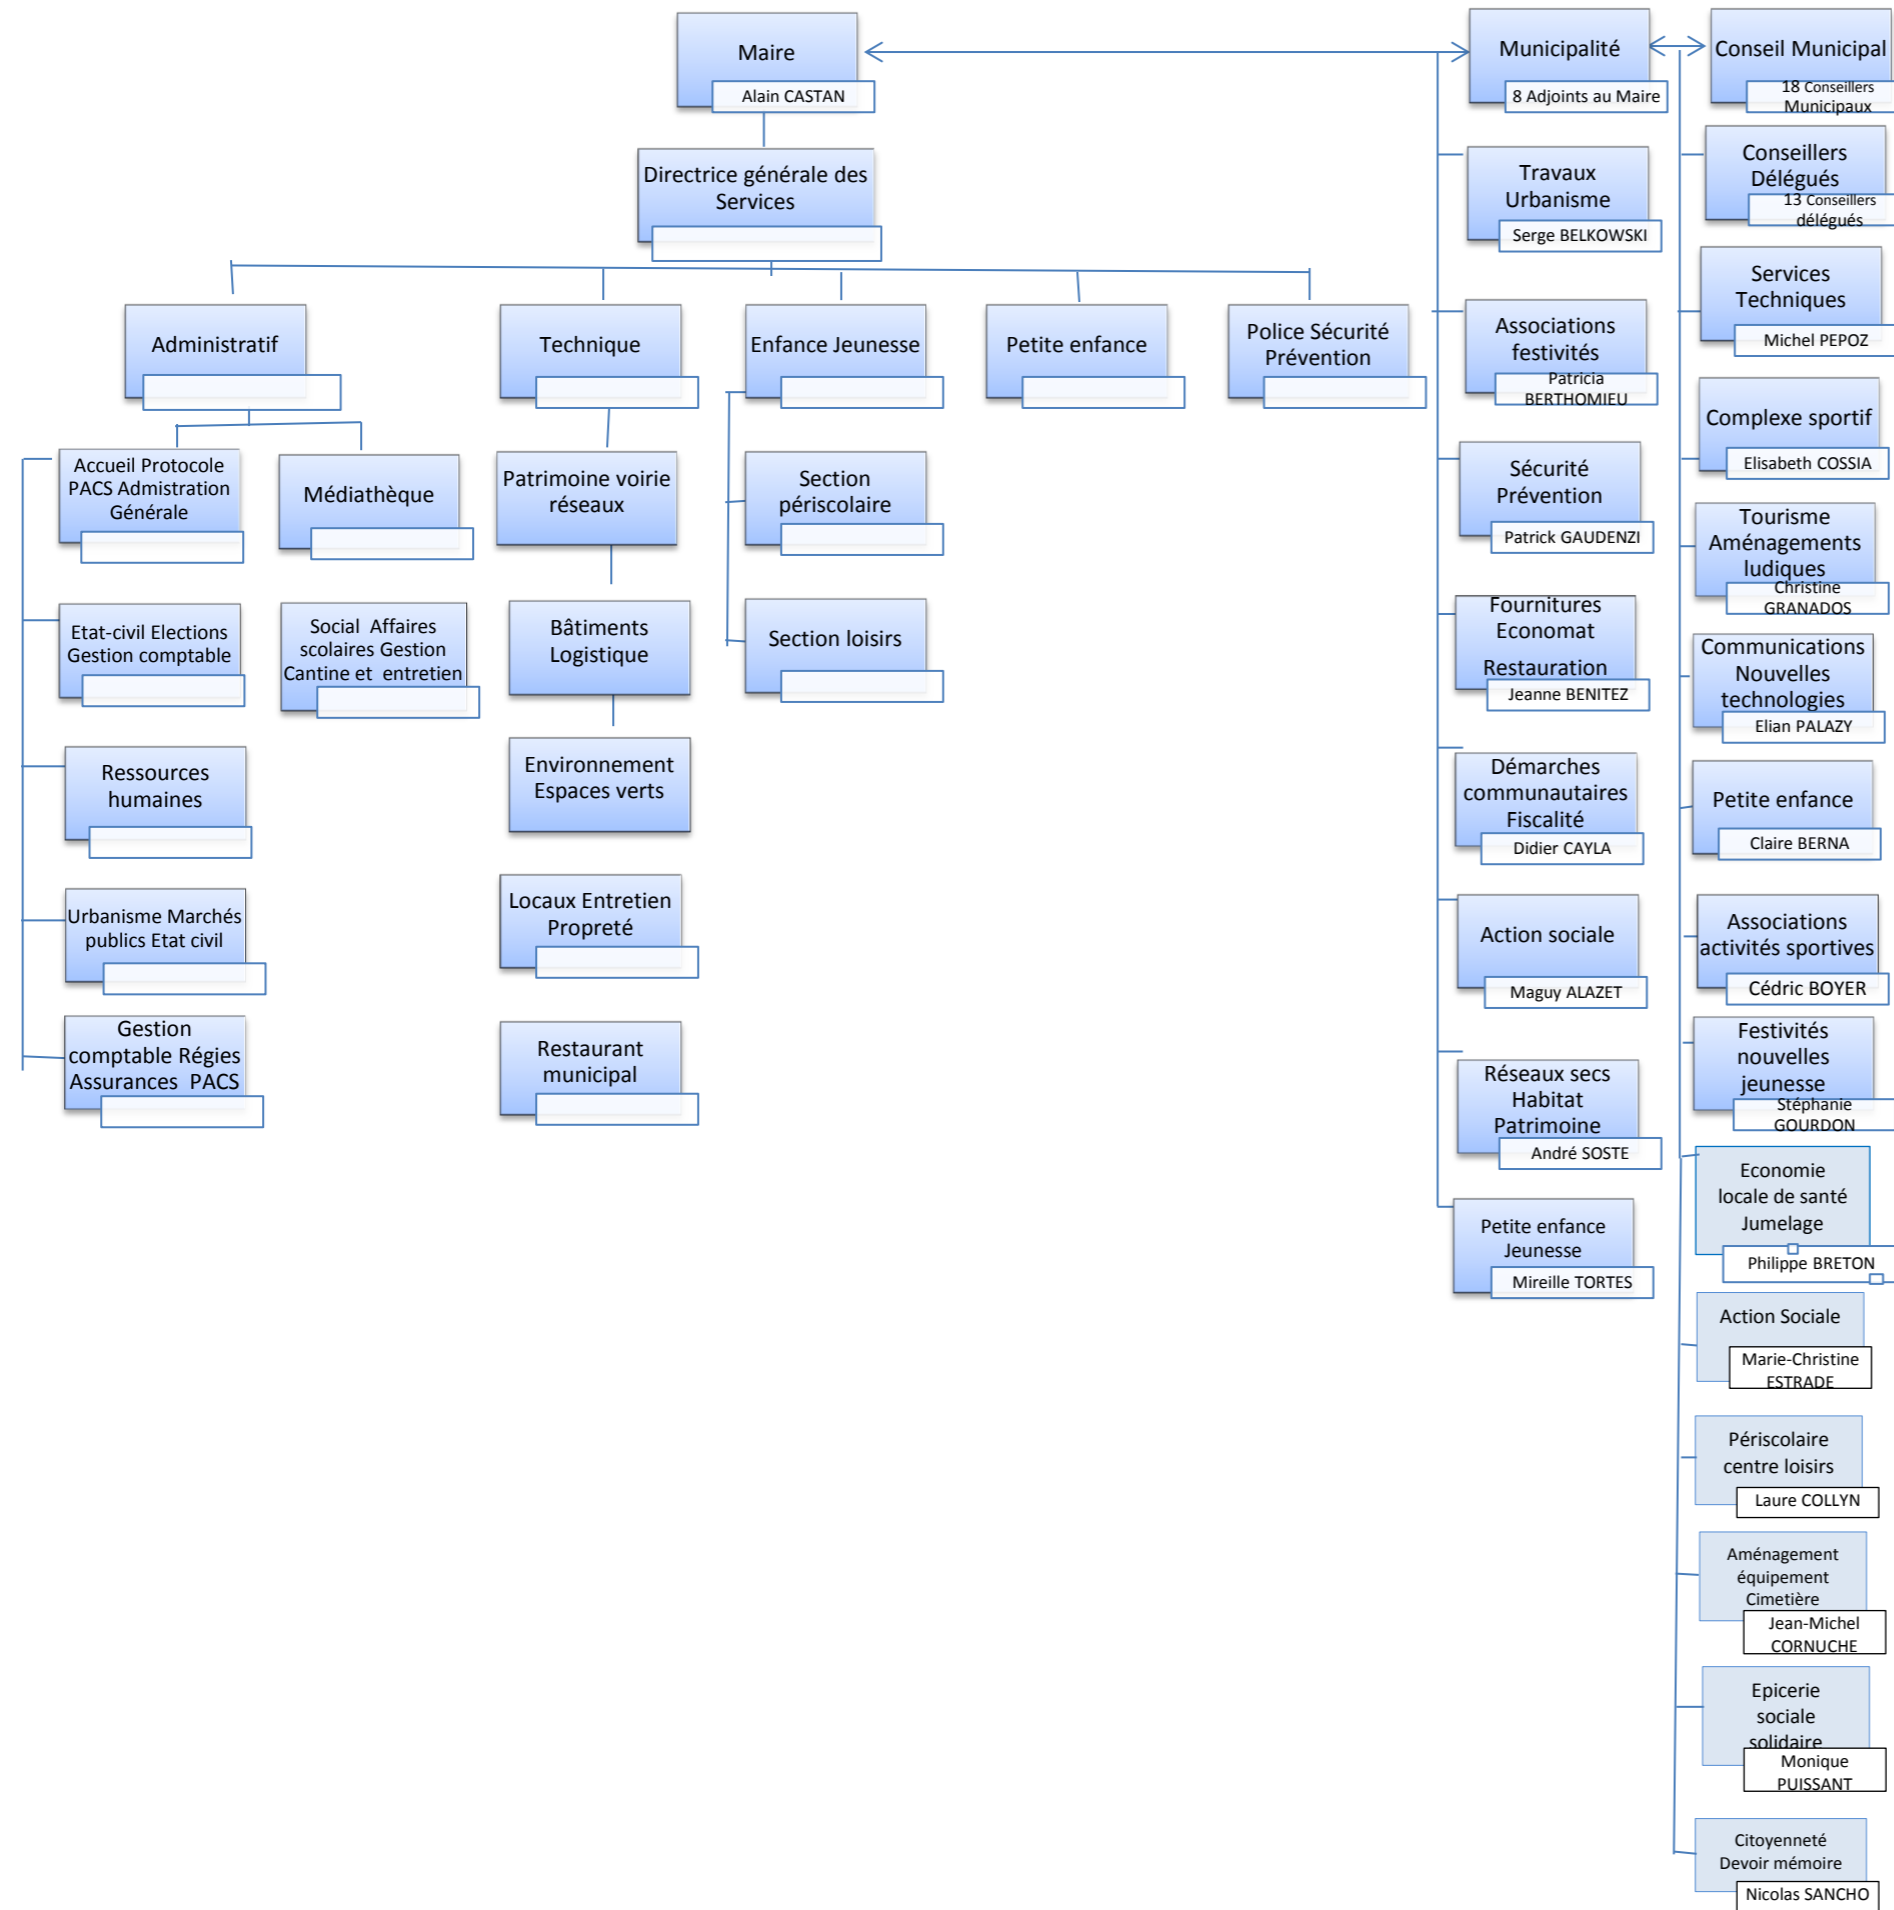 Maire
Alain CASTAN
Municipalité
8 Adjoints au Maire
Conseil Municipal
18 Conseillers
Municipaux
Directrice générale des
Services
Administratif
Technique
Enfance Jeunesse
Petite enfance
Police Sécurité
Prévention
Accueil Protocole
PACS Admistration
Générale
Médiathèque
Etat-civil Elections
Gestion comptable
Social Affaires
scolaires Gestion
Cantine et entretien
Ressources
humaines
Urbanisme Marchés
publics Etat civil
Gestion
comptable Régies
Assurances PACS
Patrimoine voirie
réseaux
Bâtiments
Logistique
Environnement
Espaces verts
Locaux Entretien
Propreté
Restaurant
municipal
Section
périscolaire
Section loisirs
Travaux
Urbanisme
Serge BELKOWSKI
Associations
festivités
Patricia
BERTHOMIEU
Sécurité
Prévention
Patrick GAUDENZI
Fournitures
Economat
Restauration
Jeanne BENITEZ
Démarches
communautaires
Fiscalité
Didier CAYLA
Action sociale
Maguy ALAZET
Réseaux secs
Habitat
Patrimoine
André SOSTE
Petite enfance
Jeunesse
Mireille TORTES
Conseillers
Délégués
13 Conseillers
délégués
Services
Techniques
Michel PEPOZ
Complexe sportif
Elisabeth COSSIA
Tourisme
Aménagements
ludiques
Christine
GRANADOS
Communications
Nouvelles
technologies
Elian PALAZY
Petite enfance
Claire BERNA
Associations
activités sportives
Cédric BOYER
Festivités
nouvelles
jeunesse
Stéphanie
GOURDON
Economie
locale de santé
Jumelage
Philippe BRETON
Action Sociale
Marie-Christine
ESTRADE
Périscolaire
centre loisirs
Laure COLLYN
Aménagement
équipement
Cimetière
Jean-Michel
CORNUCHE
Epicerie
sociale
solidaire
Monique
PUISSANT
Citoyenneté
Devoir mémoire
Nicolas SANCHO